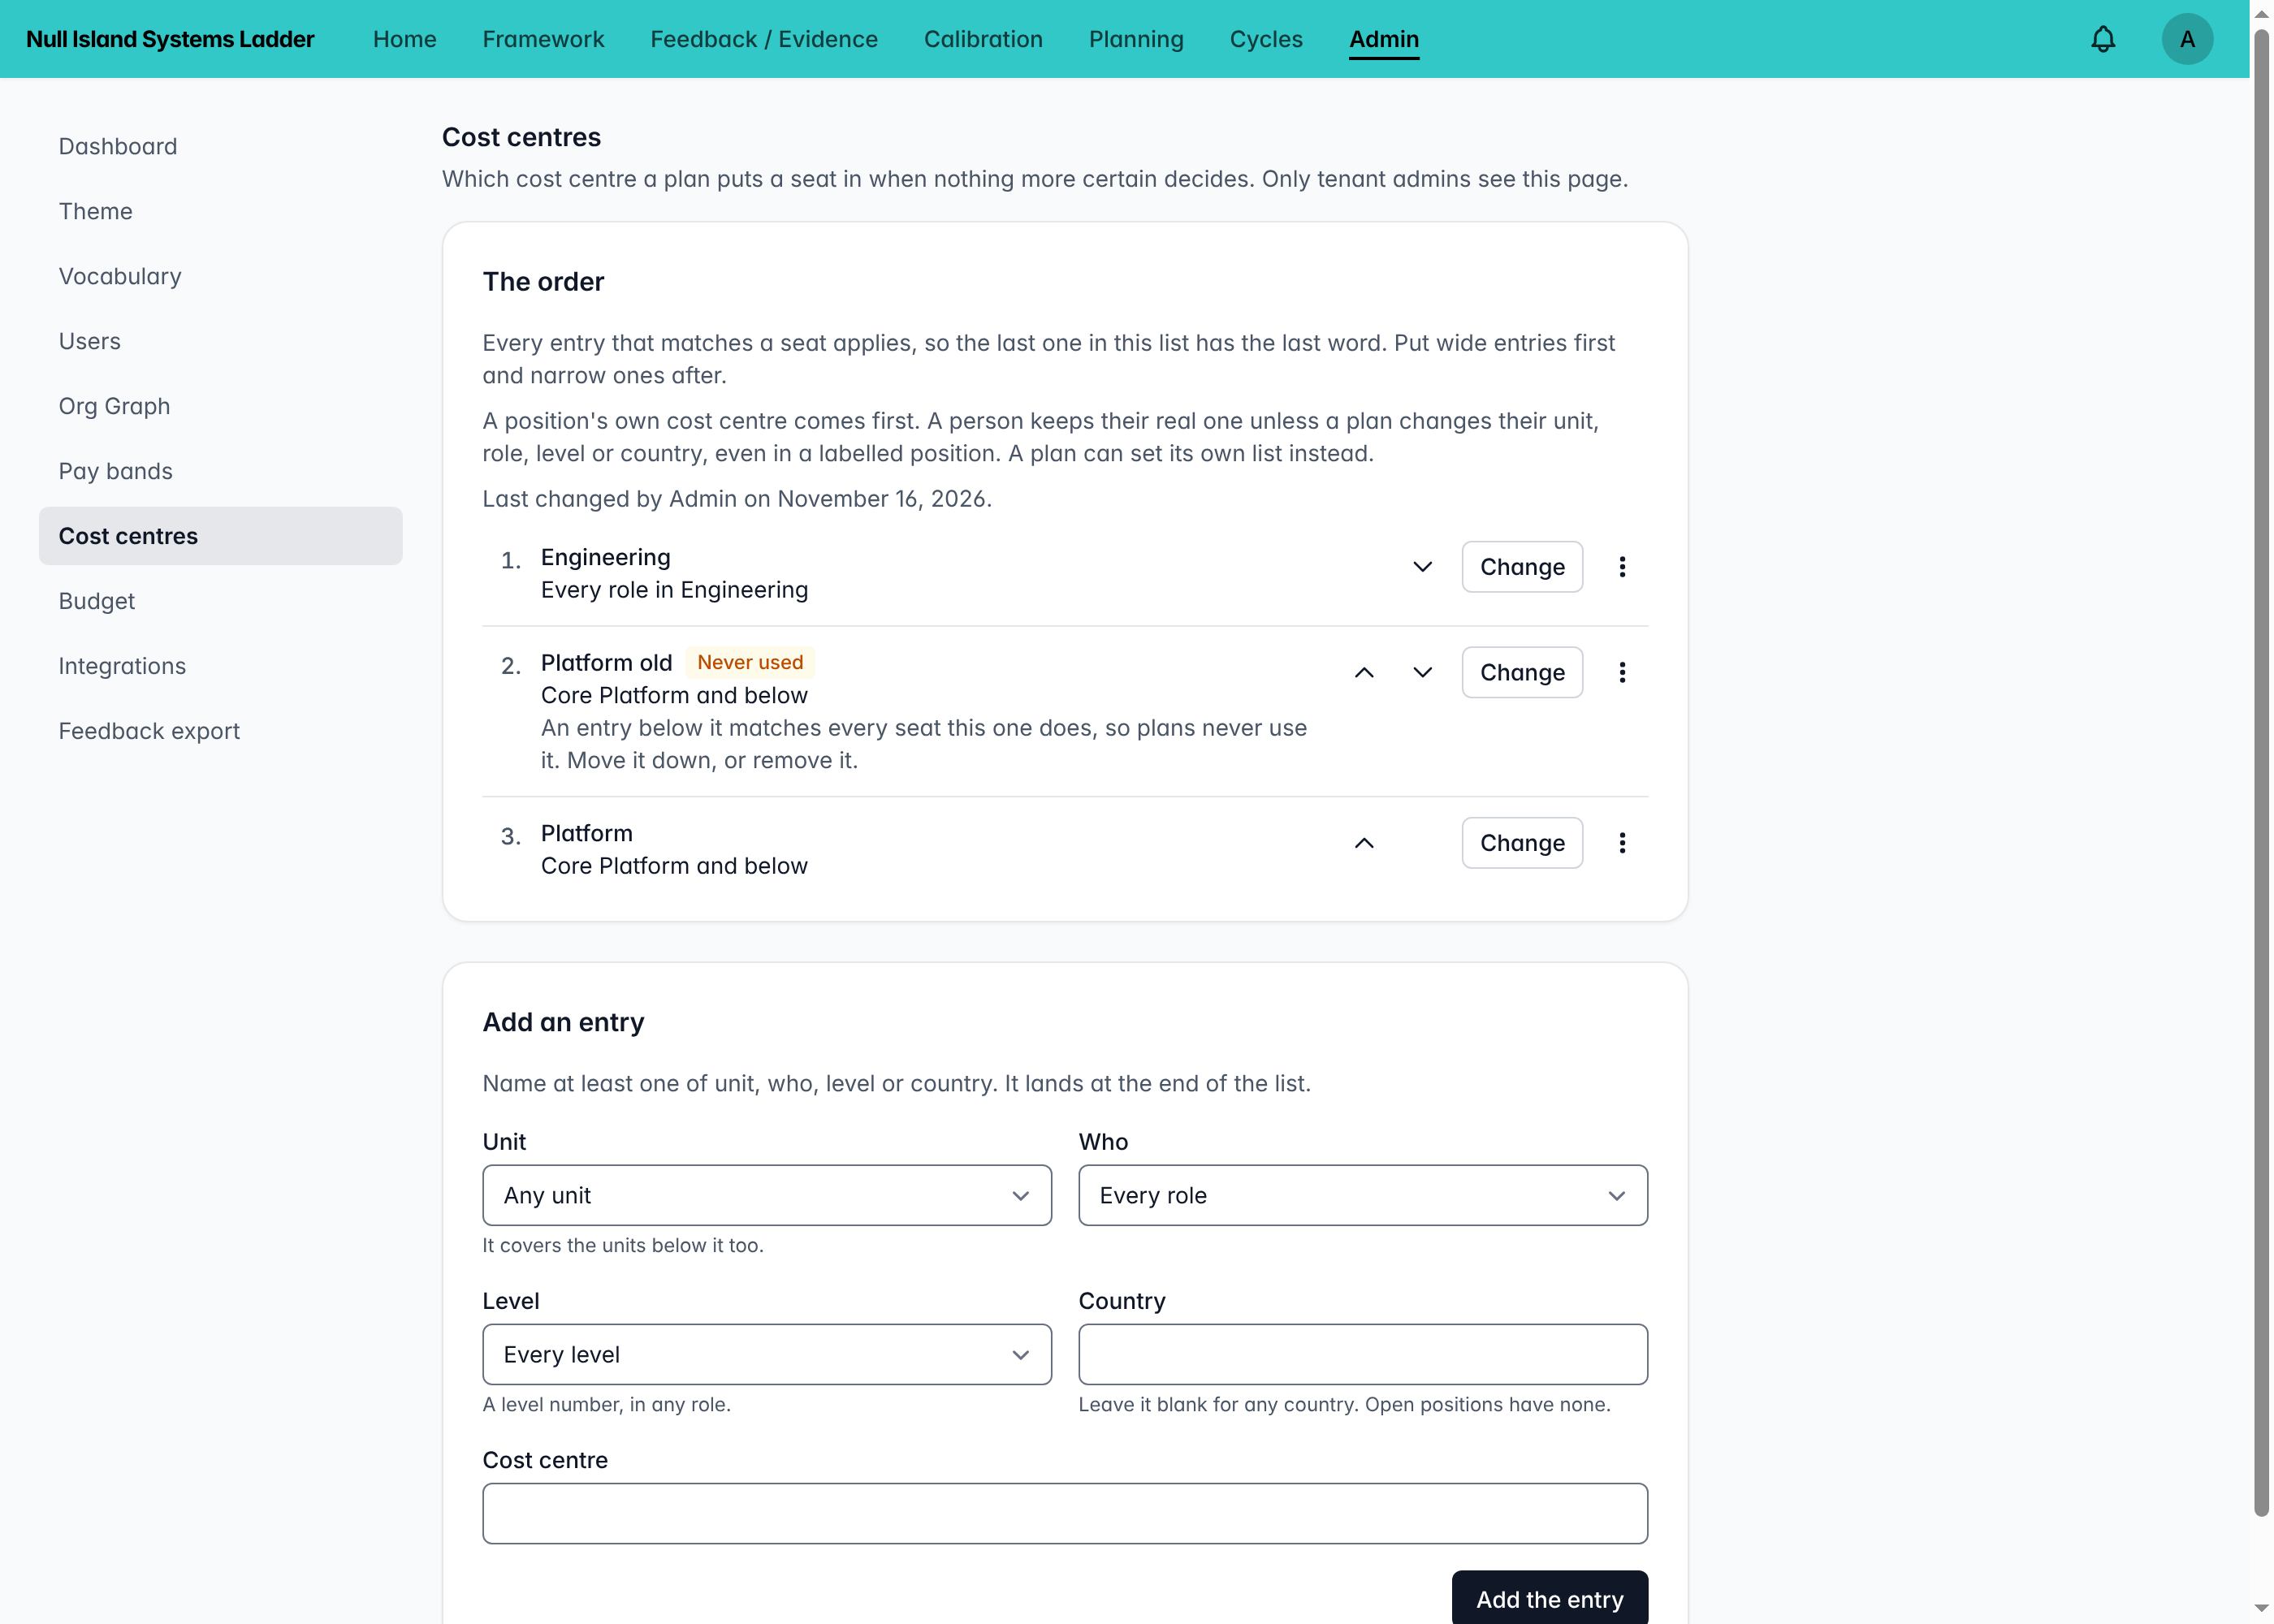 Null Island Systems Ladder
Home
Framework
Feedback / Evidence
Calibration
Planning
Cycles
Admin
A
Dashboard
Theme
Vocabulary
Users
Org Graph
Pay bands
Cost centres
Budget
Integrations
Feedback export
Cost centres
Which cost centre a plan puts a seat in when nothing more certain decides. Only tenant admins see this page.
The order
Every entry that matches a seat applies, so the last one in this list has the last word. Put wide entries first
and narrow ones after.
A position's own cost centre comes first. A person keeps their real one unless a plan changes their unit,
role, level or country, even in a labelled position. A plan can set its own list instead.
Last changed by Admin on November 16, 2026.
1. Engineering
Every role in Engineering
Change
2. Platform old Never used
Core Platform and below
An entry below it matches every seat this one does, so plans never use
it. Move it down, or remove it.
Change
3. Platform
Core Platform and below
Change
Add an entry
Name at least one of unit, who, level or country. It lands at the end of the list.
Unit
Any unit
It covers the units below it too.
Who
Every role
Level
Every level
A level number, in any role.
Country
Leave it blank for any country. Open positions have none.
Cost centre
Add the entry